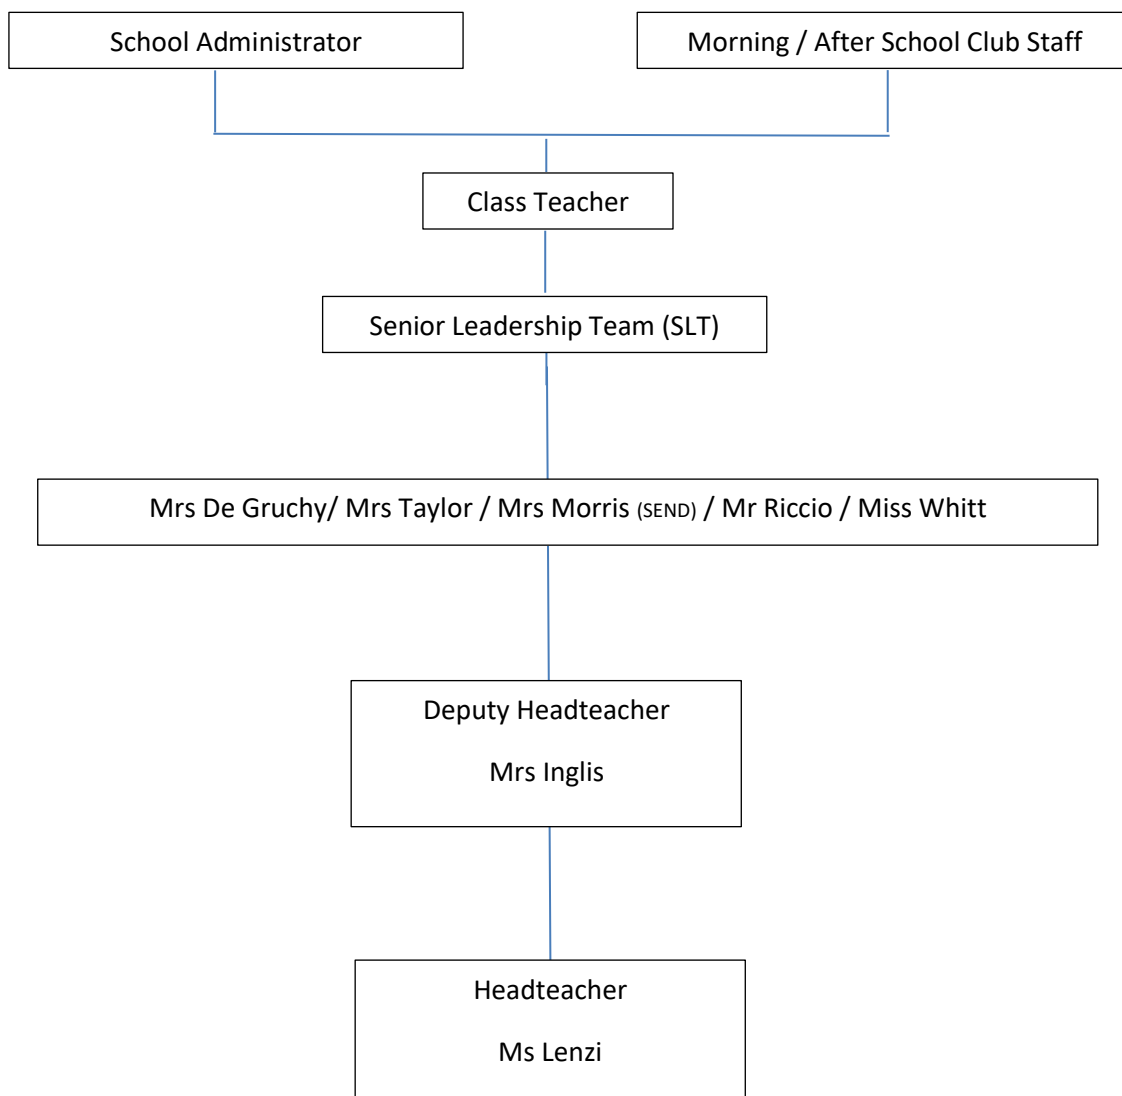 School Administrator
Morning / After School Club Staff
Class Teacher
Senior Leadership Team (SLT)
Mrs De Gruchy/ Mrs Taylor / Mrs Morris (SEND) / Mr Riccio / Miss Whitt
Deputy Headteacher
Mrs Inglis
Headteacher
Ms Lenzi